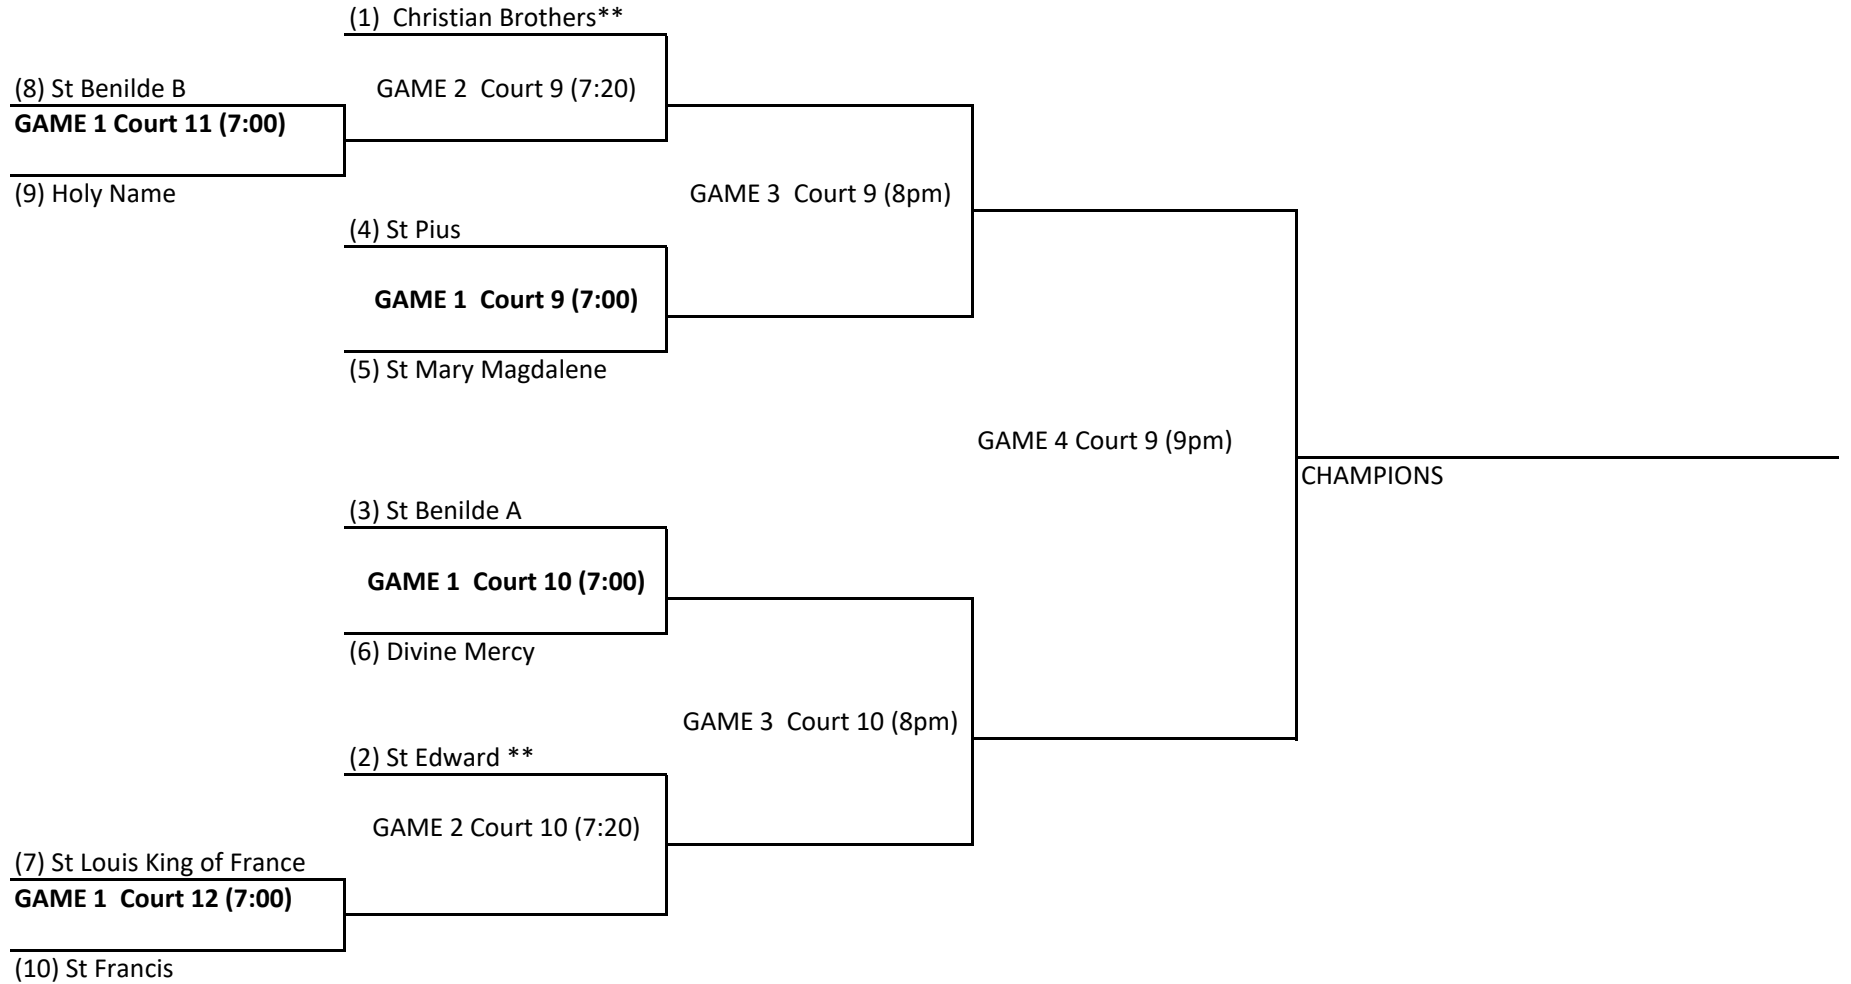 (1)  Christian Brothers**
(8) St Benilde B
GAME 2  Court 9 (7:20)
GAME 1 Court 11 (7:00)
(9) Holy Name
GAME 3  Court 9 (8pm)
(4) St Pius
GAME 1  Court 9 (7:00)
(5) St Mary Magdalene
GAME 4 Court 9 (9pm)
CHAMPIONS
(3) St Benilde A
GAME 1  Court 10 (7:00)
(6) Divine Mercy
GAME 3  Court 10 (8pm)
(2) St Edward **
GAME 2 Court 10 (7:20)
(7) St Louis King of France
GAME 1  Court 12 (7:00)
(10) St Francis